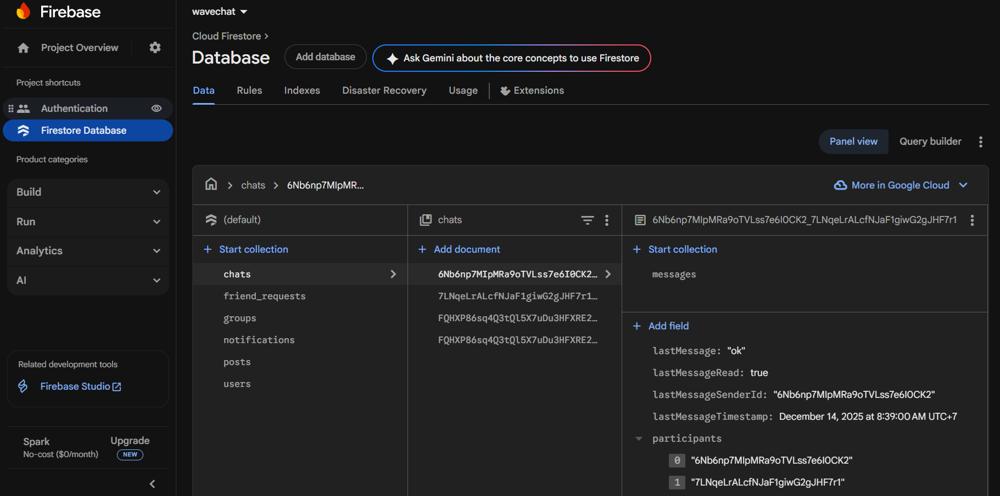 Firebase
Project Overview
Project shortcuts
Authentication
Firestore Database
Product categories
Build
Run
Analytics
AI
Related development tools
Firebase Studio
Spark
No-cost ($0/month)
Upgrade
NEW
wavechat
Cloud Firestore
Database
Add database
Ask Gemini about the core concepts to use Firestore
Data
Rules
Indexes
Disaster Recovery
Usage
Extensions
Panel view
Query builder
chats
6Nb6np7MIpMR...
More in Google Cloud
(default)
Start collection
chats
friend_requests
groups
notifications
posts
users
chats
Add document
6Nb6np7MIpMRa9oTVLss7e6I0CK2…
7LNqeLrALcfNJaF1giwG2gJHF7r1…
FQHXP86sq4Q3tQl5X7uDu3HFXRE2…
FQHXP86sq4Q3tQl5X7uDu3HFXRE2…
6Nb6np7MIpMRa9oTVLss7e6I0CK2_7LNqeLrALcfNJaF1giwG2gJHF7r1
Start collection
messages
Add field
lastMessage: "ok"
lastMessageRead: true
lastMessageSenderId: "6Nb6np7MIpMRa9oTVLss7e6I0CK2"
lastMessageTimestamp: December 14, 2025 at 8:39:00 AM UTC+7
participants
0 "6Nb6np7MIpMRa9oTVLss7e6I0CK2"
1 "7LNqeLrALcfNJaF1giwG2gJHF7r1"